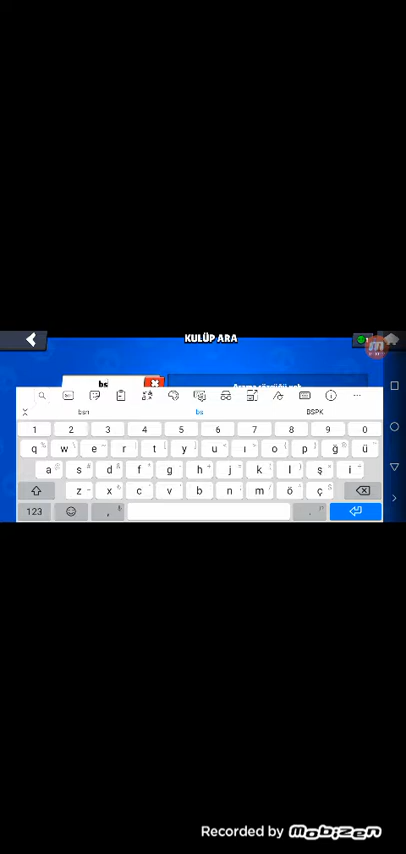 KULÜP ARA
bs
bsn bs BSPK
1 2 3 4 5 6 7 8 9 0
q w e r t y u ı o p ğ ü
a s d f g h j k l ş i
z x c v b n m ö ç
123 , .
Recorded by Mobizen